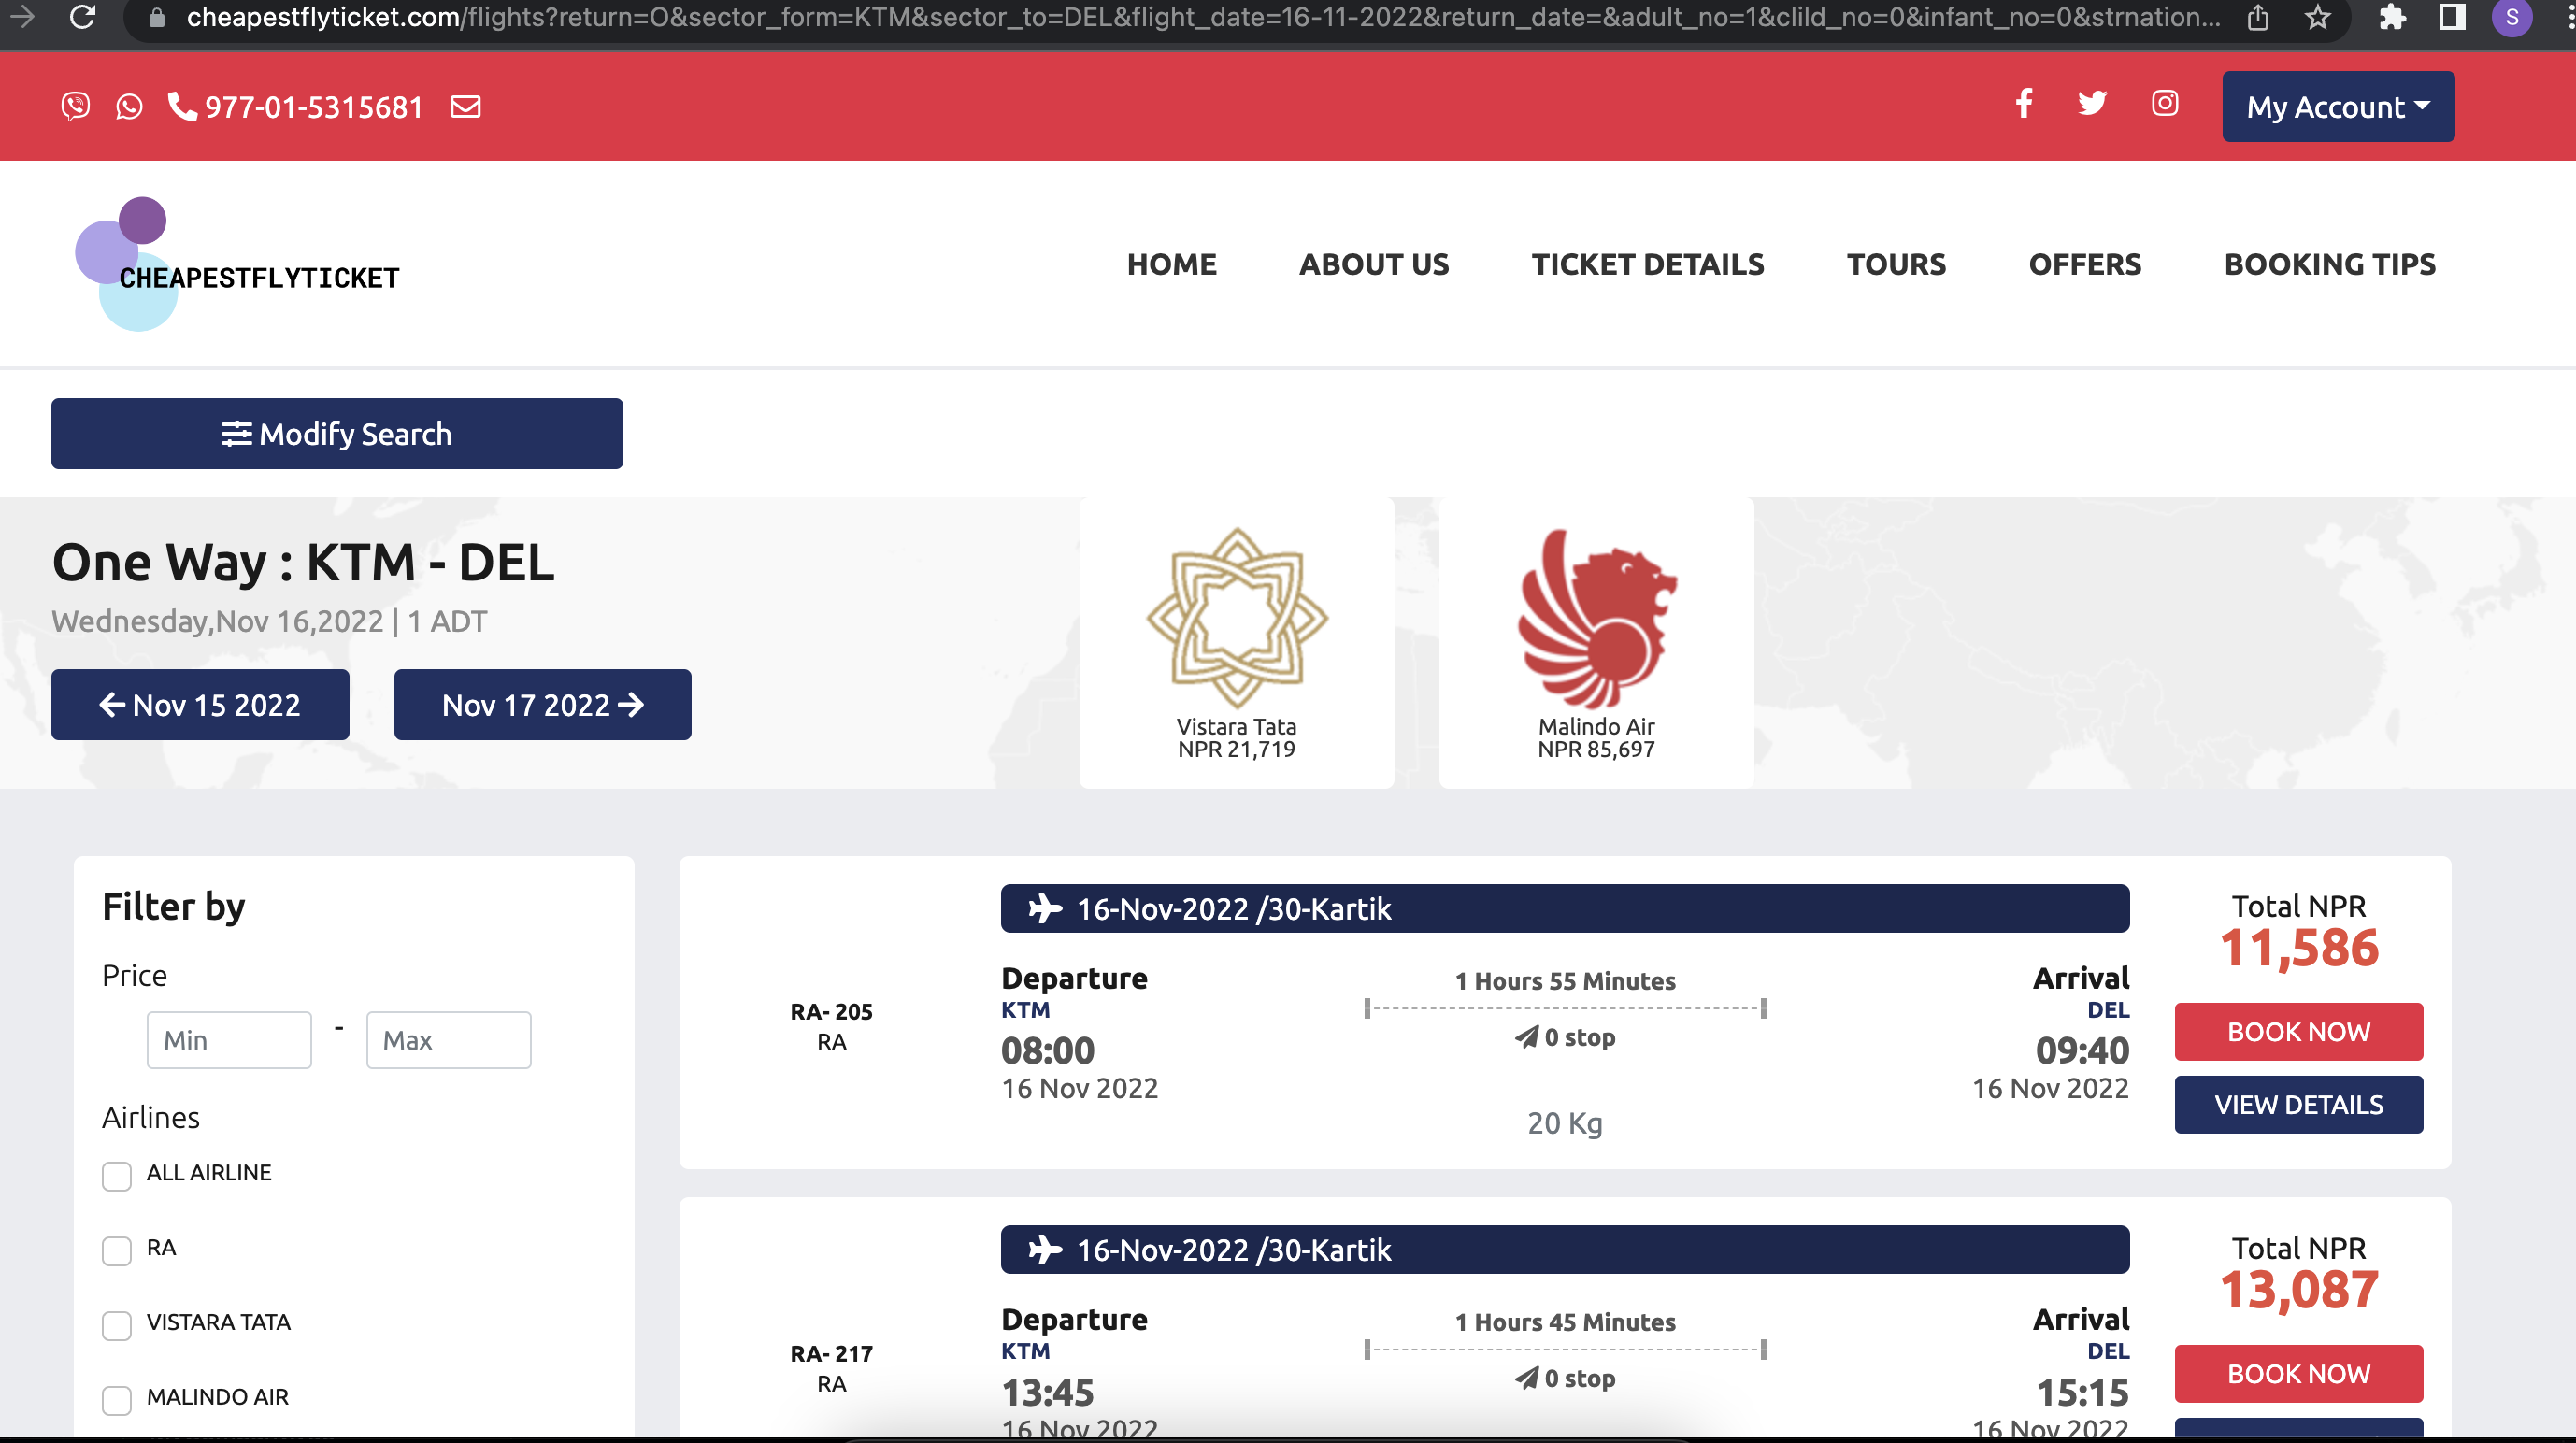 cheapestflyticket.com/flights?return=O&sector_form=KTM&sector_to=DEL&flight_date=16-11-2022&return_date=&adult_no=1&clild_no=0&infant_no=0&strnation...
S
977-01-5315681
My Account
CHEAPESTFLYTICKET
HOME ABOUT US TICKET DETAILS TOURS OFFERS BOOKING TIPS
Modify Search
One Way : KTM - DEL
Wednesday,Nov 16,2022 | 1 ADT
Nov 15 2022 Nov 17 2022
Vistara Tata
NPR 21,719
Malindo Air
NPR 85,697
Filter by
Price
Min - Max
Airlines
ALL AIRLINE
RA
VISTARA TATA
MALINDO AIR
16-Nov-2022 /30-Kartik
RA- 205
RA
Departure
KTM
08:00
16 Nov 2022
1 Hours 55 Minutes
0 stop
20 Kg
Arrival
DEL
09:40
16 Nov 2022
Total NPR
11,586
BOOK NOW
VIEW DETAILS
16-Nov-2022 /30-Kartik
RA- 217
RA
Departure
KTM
13:45
16 Nov 2022
1 Hours 45 Minutes
0 stop
Arrival
DEL
15:15
16 Nov 2022
Total NPR
13,087
BOOK NOW